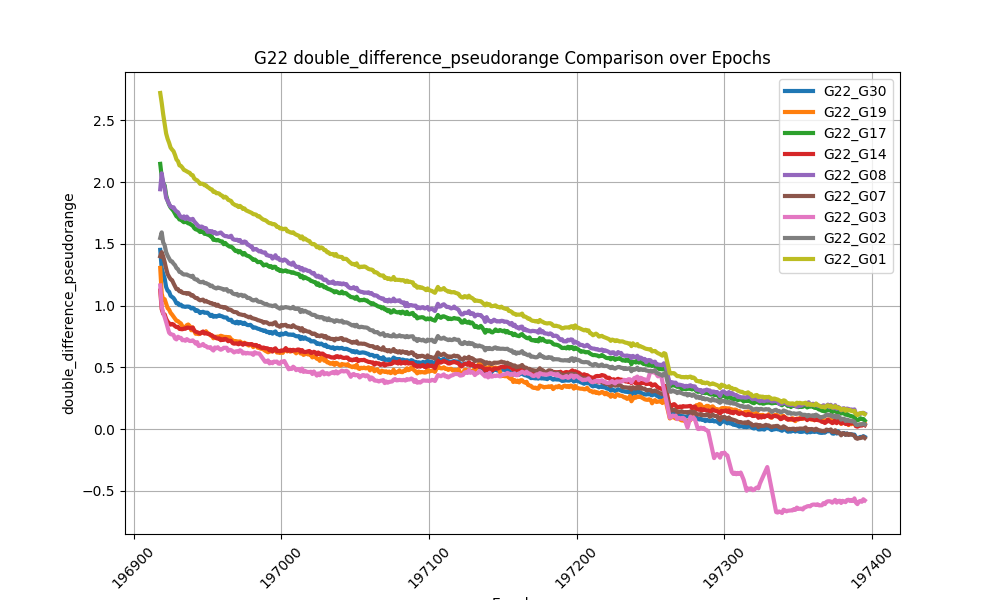 G22 double_difference_pseudorange Comparison over Epochs
double_difference_pseudorange
2.5
2.0
1.5
1.0
0.5
0.0
−0.5
196900
197000
197100
197200
197300
197400
G22_G30
G22_G19
G22_G17
G22_G14
G22_G08
G22_G07
G22_G03
G22_G02
G22_G01